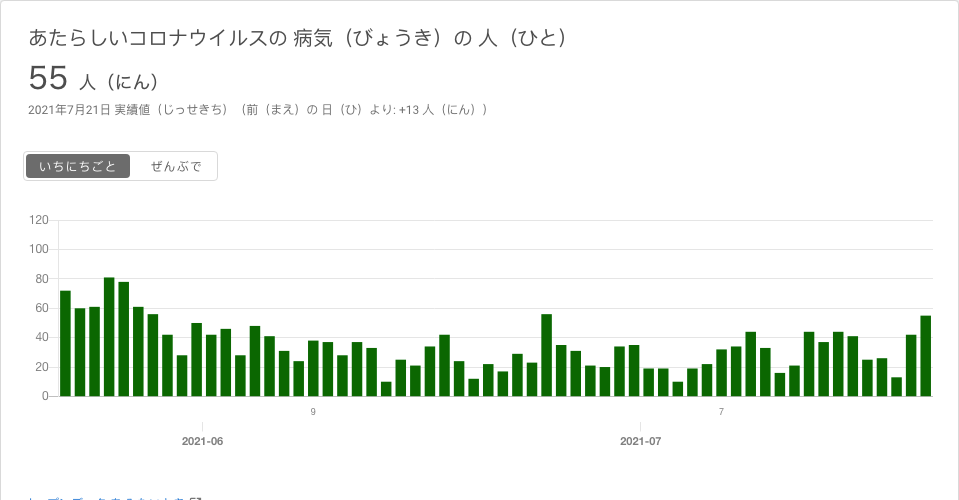 あたらしいコロナウイルスの 病気（びょうき）の 人（ひと）
55 人（にん）
2021年7月21日 実績値（じっせきち）（前（まえ）の 日（ひ）より: +13 人（にん））
いちにちごと ぜんぶで
120
100
80
60
40
20
0
9 7
2021-06 2021-07